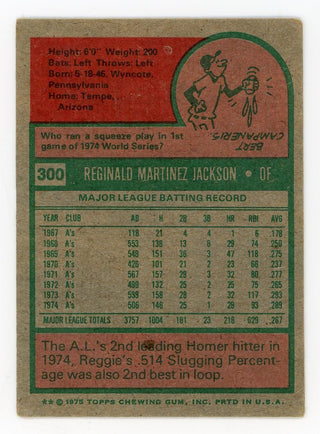 Height: 6'0" Weight: 200
Bats: Left Throws: Left
Born: 5-18-46, Wyncote,
Pennsylvania
Home: Tempe,
Arizona
BERT
CAMPANERIS
Who ran a squeeze play in 1st
game of 1974 World Series?
300 REGINALD MARTINEZ JACKSON • OF
MAJOR LEAGUE BATTING RECORD
YEAR CLUB AB H 2B 3B HR RBI AVG.
1967 A's 118 21 4 4 1 6 .178
1968 A's 553 138 13 6 29 74 .250
1969 A's 549 151 36 3 47 118 .275
1970 A's 426 101 21 2 23 66 .237
1971 A's 567 157 29 3 32 80 .277
1972 A's 499 132 25 2 25 75 .265
1973 A's 539 158 28 2 32 117 .293
1974 A's 506 146 25 1 29 93 .289
MAJOR LEAGUE TOTALS 3757 1004 181 23 218 629 .267
The A.L.'s 2nd leading Homer hitter in
1974, Reggie's .514 Slugging Percent-
age was also 2nd best in loop.
** © 1975 TOPPS CHEWING GUM, INC. PRTD IN U.S.A.